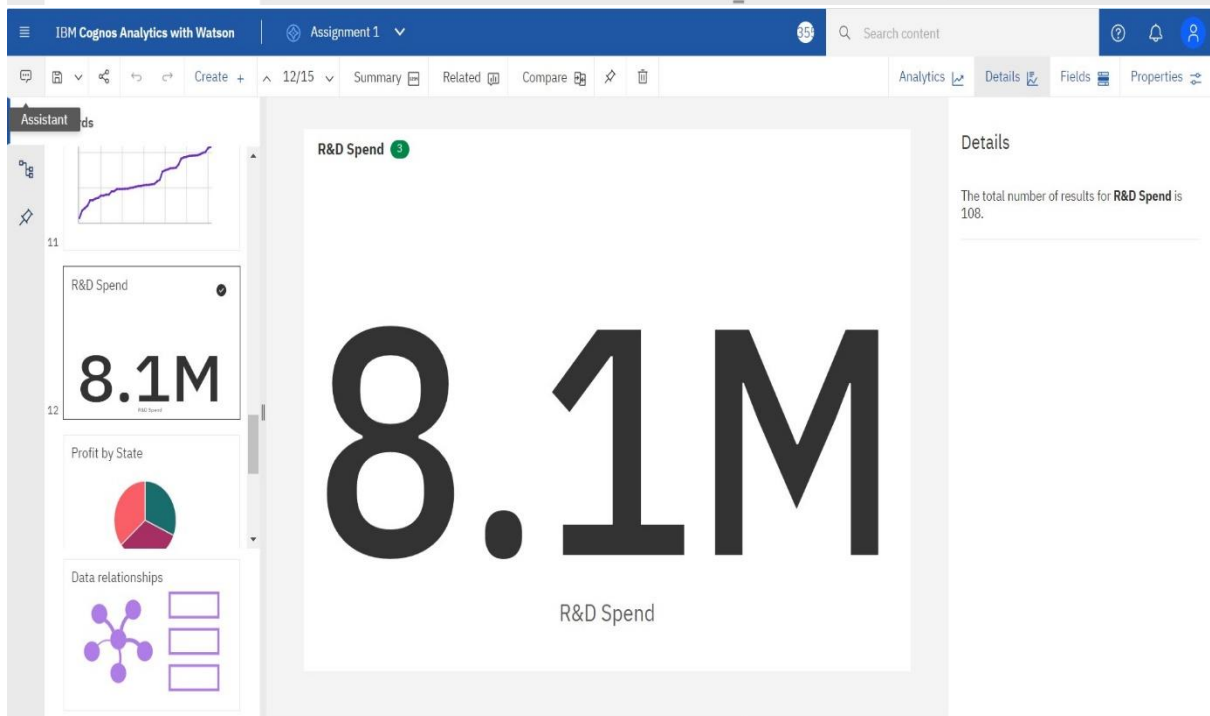 IBM Cognos Analytics with Watson
Assignment 1
Search content
Create +
12/15
Summary
Related
Compare
Analytics
Details
Fields
Properties
Assistant
rds
11
R&D Spend
8.1M
R&D Spend
12
Profit by State
Data relationships
R&D Spend 3
8.1M
R&D Spend
Details
The total number of results for R&D Spend is
108.